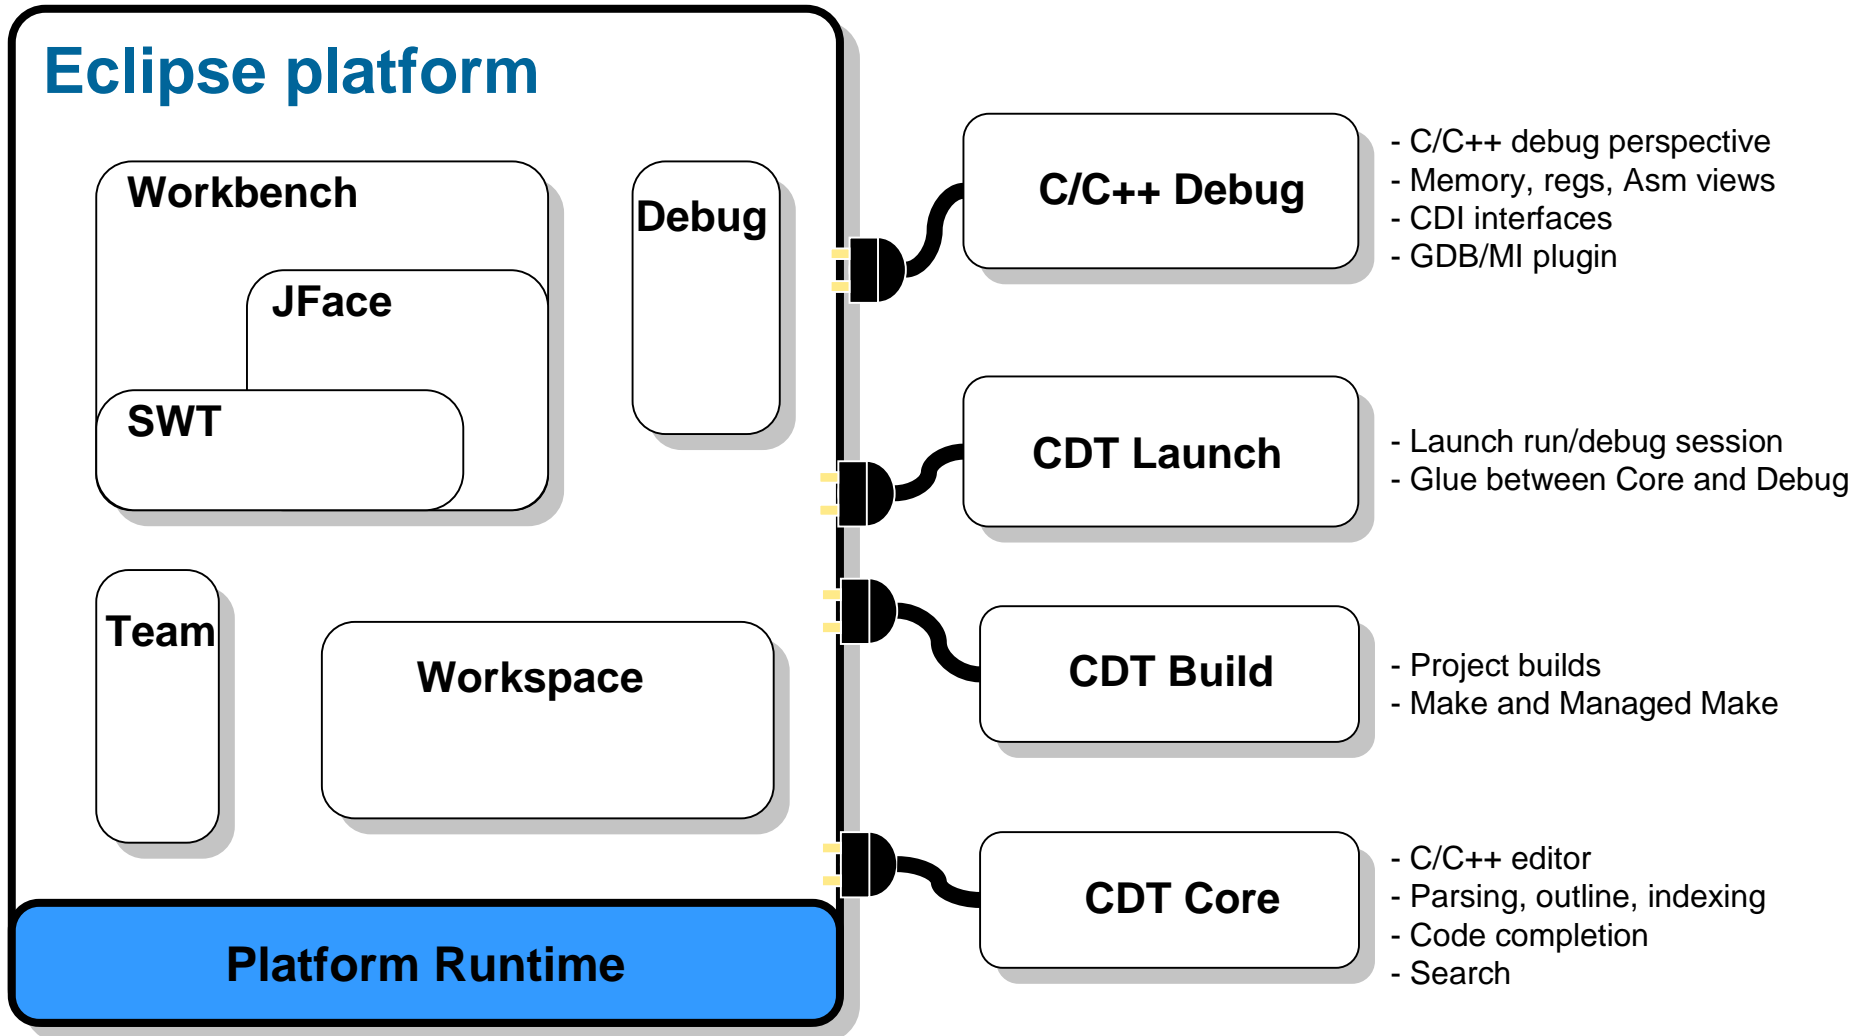 Eclipse platform
Workbench
Debug
JFace
SWT
Team
Workspace
Platform Runtime
C/C++ Debug
- C/C++ debug perspective
- Memory, regs, Asm views
- CDI interfaces
- GDB/MI plugin
CDT Launch
- Launch run/debug session
- Glue between Core and Debug
CDT Build
- Project builds
- Make and Managed Make
CDT Core
- C/C++ editor
- Parsing, outline, indexing
- Code completion
- Search